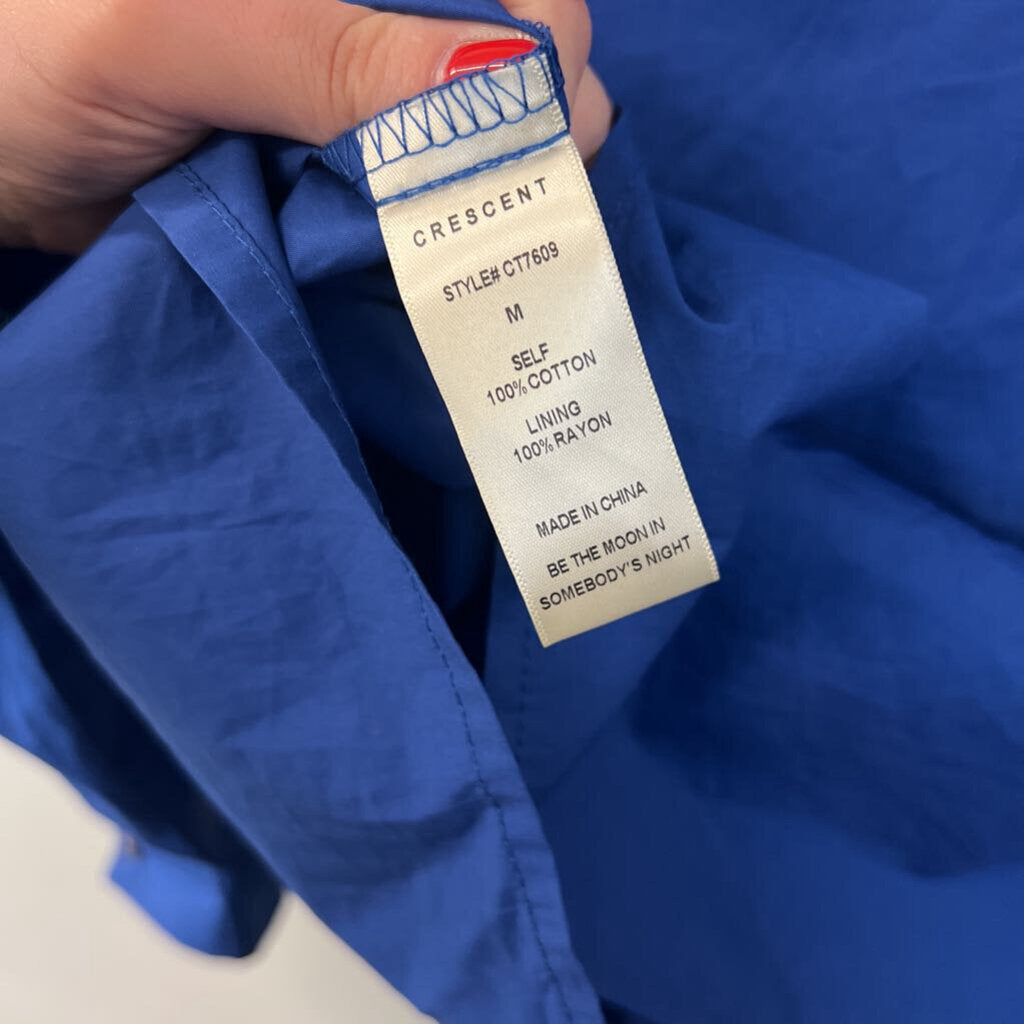 CRESCENT
STYLE# CT7609
M
SELF
100% COTTON
LINING
100% RAYON
MADE IN CHINA
BE THE MOON IN
SOMEBODY'S NIGHT